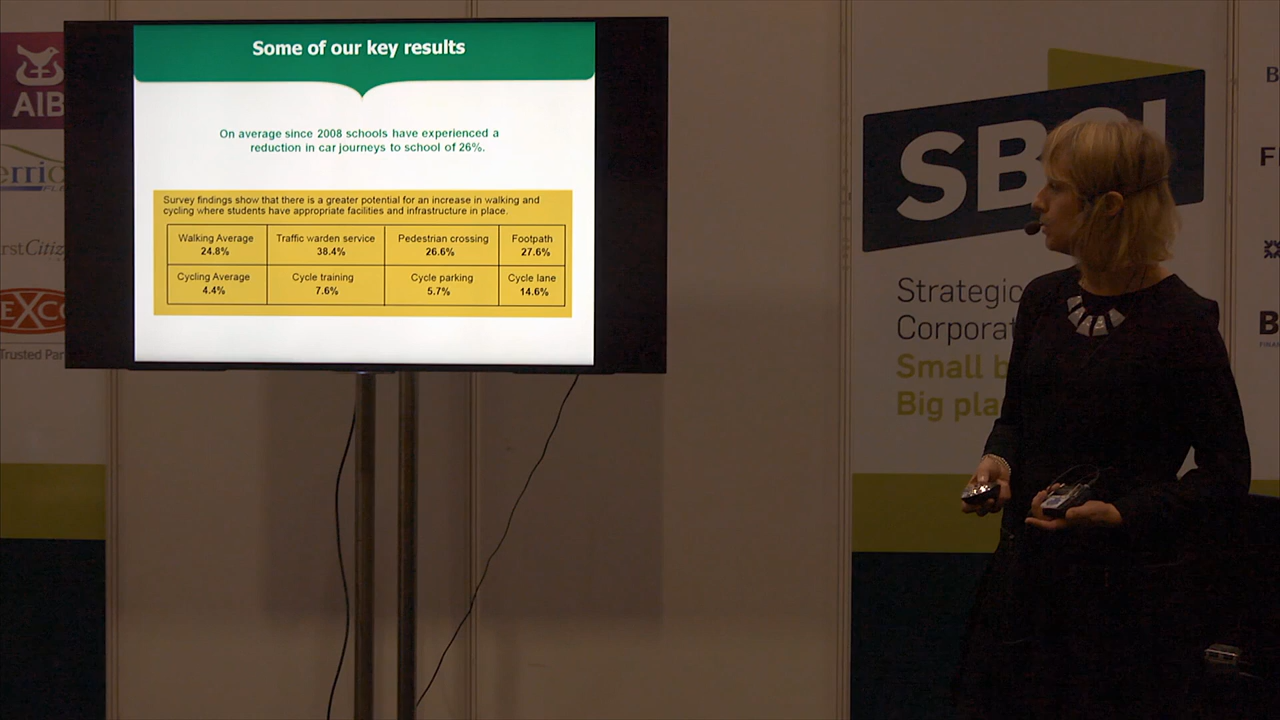 Some of our key results
On average since 2008 schools have experienced a
reduction in car journeys to school of 26%.
Survey findings show that there is a greater potential for an increase in walking and
cycling where students have appropriate facilities and infrastructure in place.
Walking Average Traffic warden service Pedestrian crossing Footpath
24.8% 38.4% 26.6% 27.6%
Cycling Average Cycle training Cycle parking Cycle lane
4.4% 7.6% 5.7% 14.6%
AIB
Trusted
SB
Strategic
Corporat
Small b
Big pla